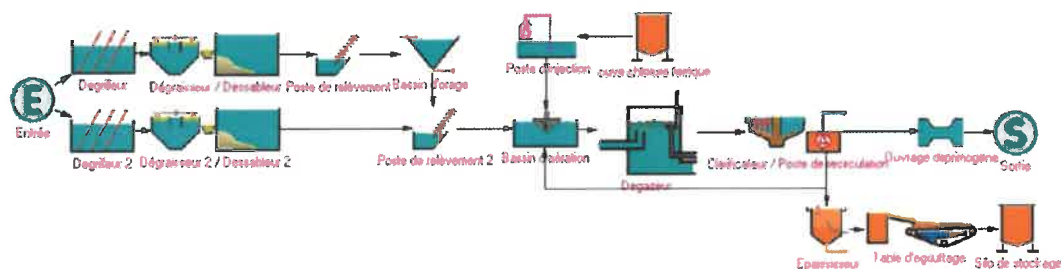 E
Entrée
Dégrilleur
Dégraisseur / Dessableur
Poste de relèvement
Bassin d'orage
Poste d'injection
cuve chlorure ferrique
Dégrilleur 2
Dégraisseur 2 / Dessableur 2
Poste de relèvement 2
Bassin d'aération
Dégazeur
Clarificateur / Poste de recirculation
Ouvrage déprimogène
S
Sortie
Epaississeur
Table d'égouttage
Silo de stockage